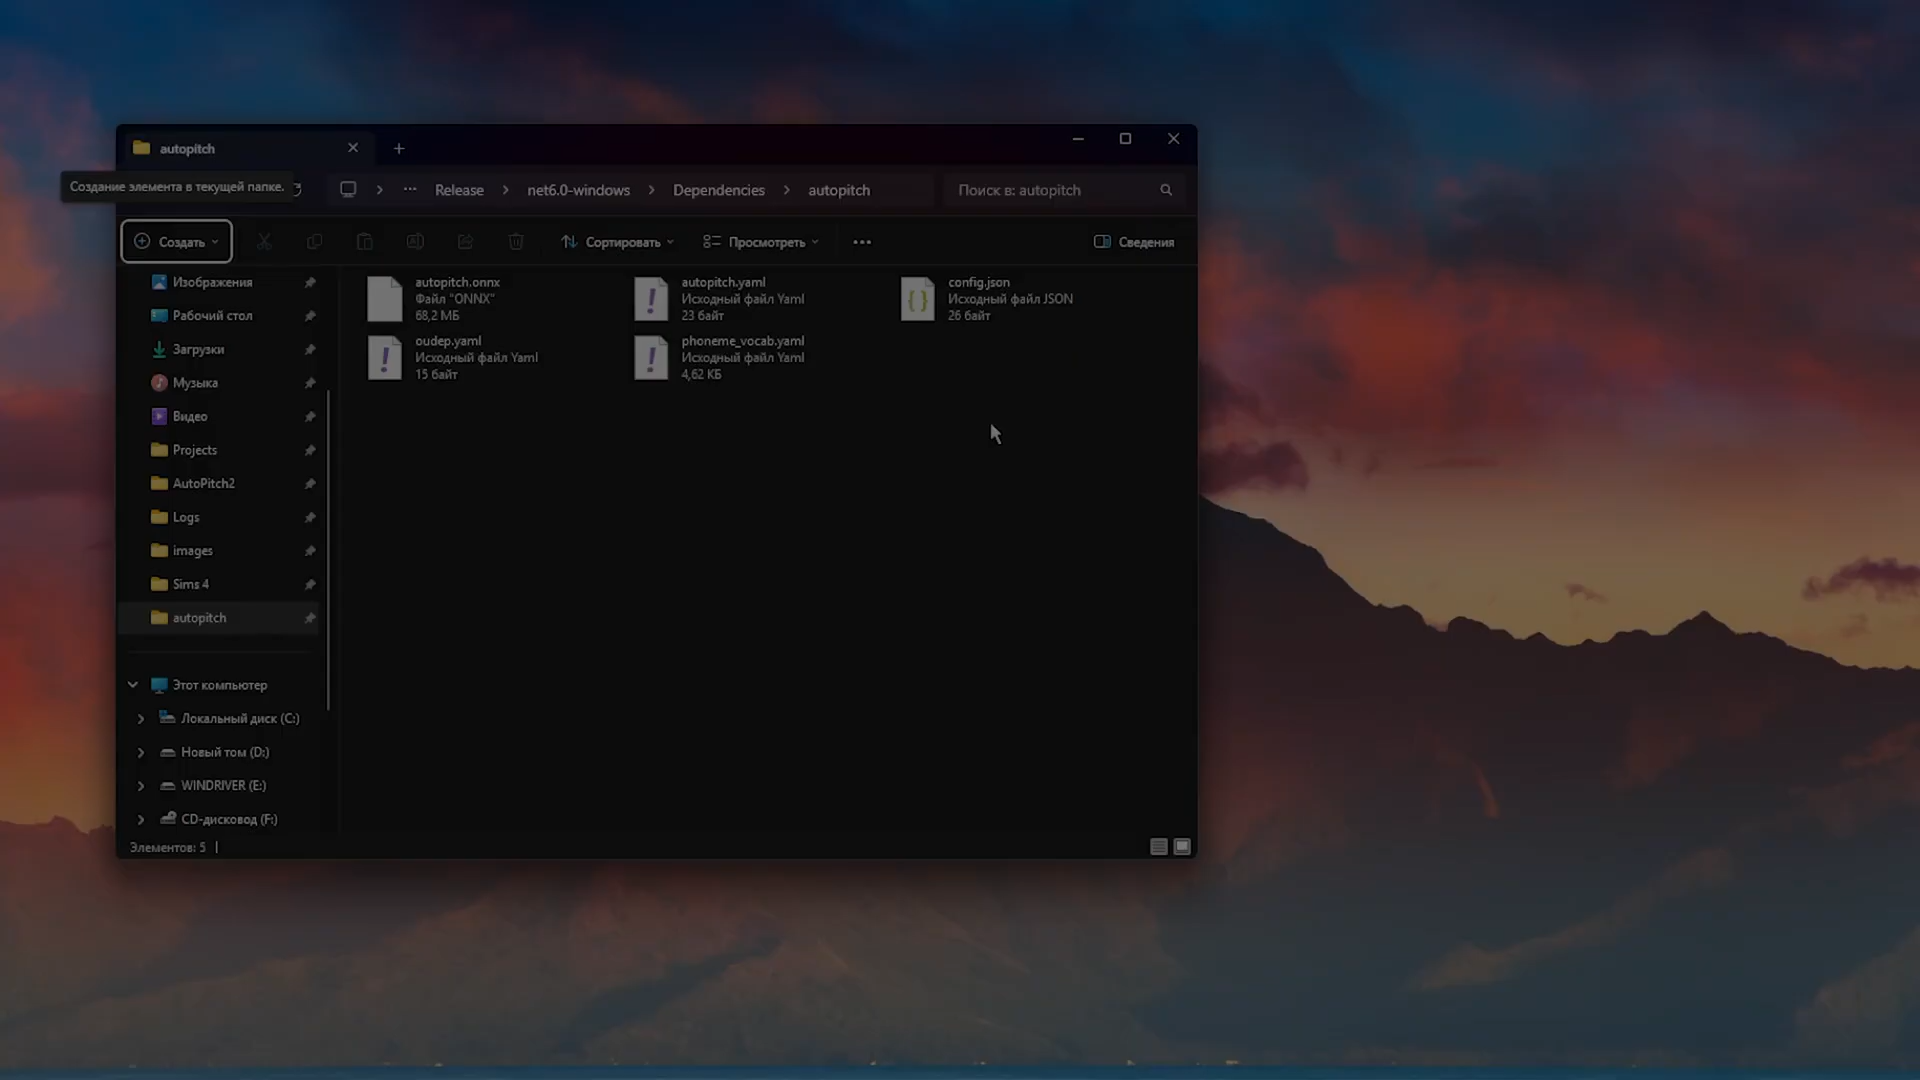 autopitch
Создание элемента в текущей папке.
Release
net6.0-windows
Dependencies
autopitch
Поиск в: autopitch
Создать
Сортировать
Просмотреть
Сведения
Изображения
Рабочий стол
Загрузки
Музыка
Видео
Projects
AutoPitch2
Logs
images
Sims 4
autopitch
Этот компьютер
Локальный диск (C:)
Новый том (D:)
WINDRIVER (E:)
CD-дисковод (F:)
autopitch.onnx
Файл "ONNX"
68,2 МБ
autopitch.yaml
Исходный файл Yaml
23 байт
config.json
Исходный файл JSON
26 байт
oudep.yaml
Исходный файл Yaml
15 байт
phoneme_vocab.yaml
Исходный файл Yaml
4,62 КБ
Элементов: 5